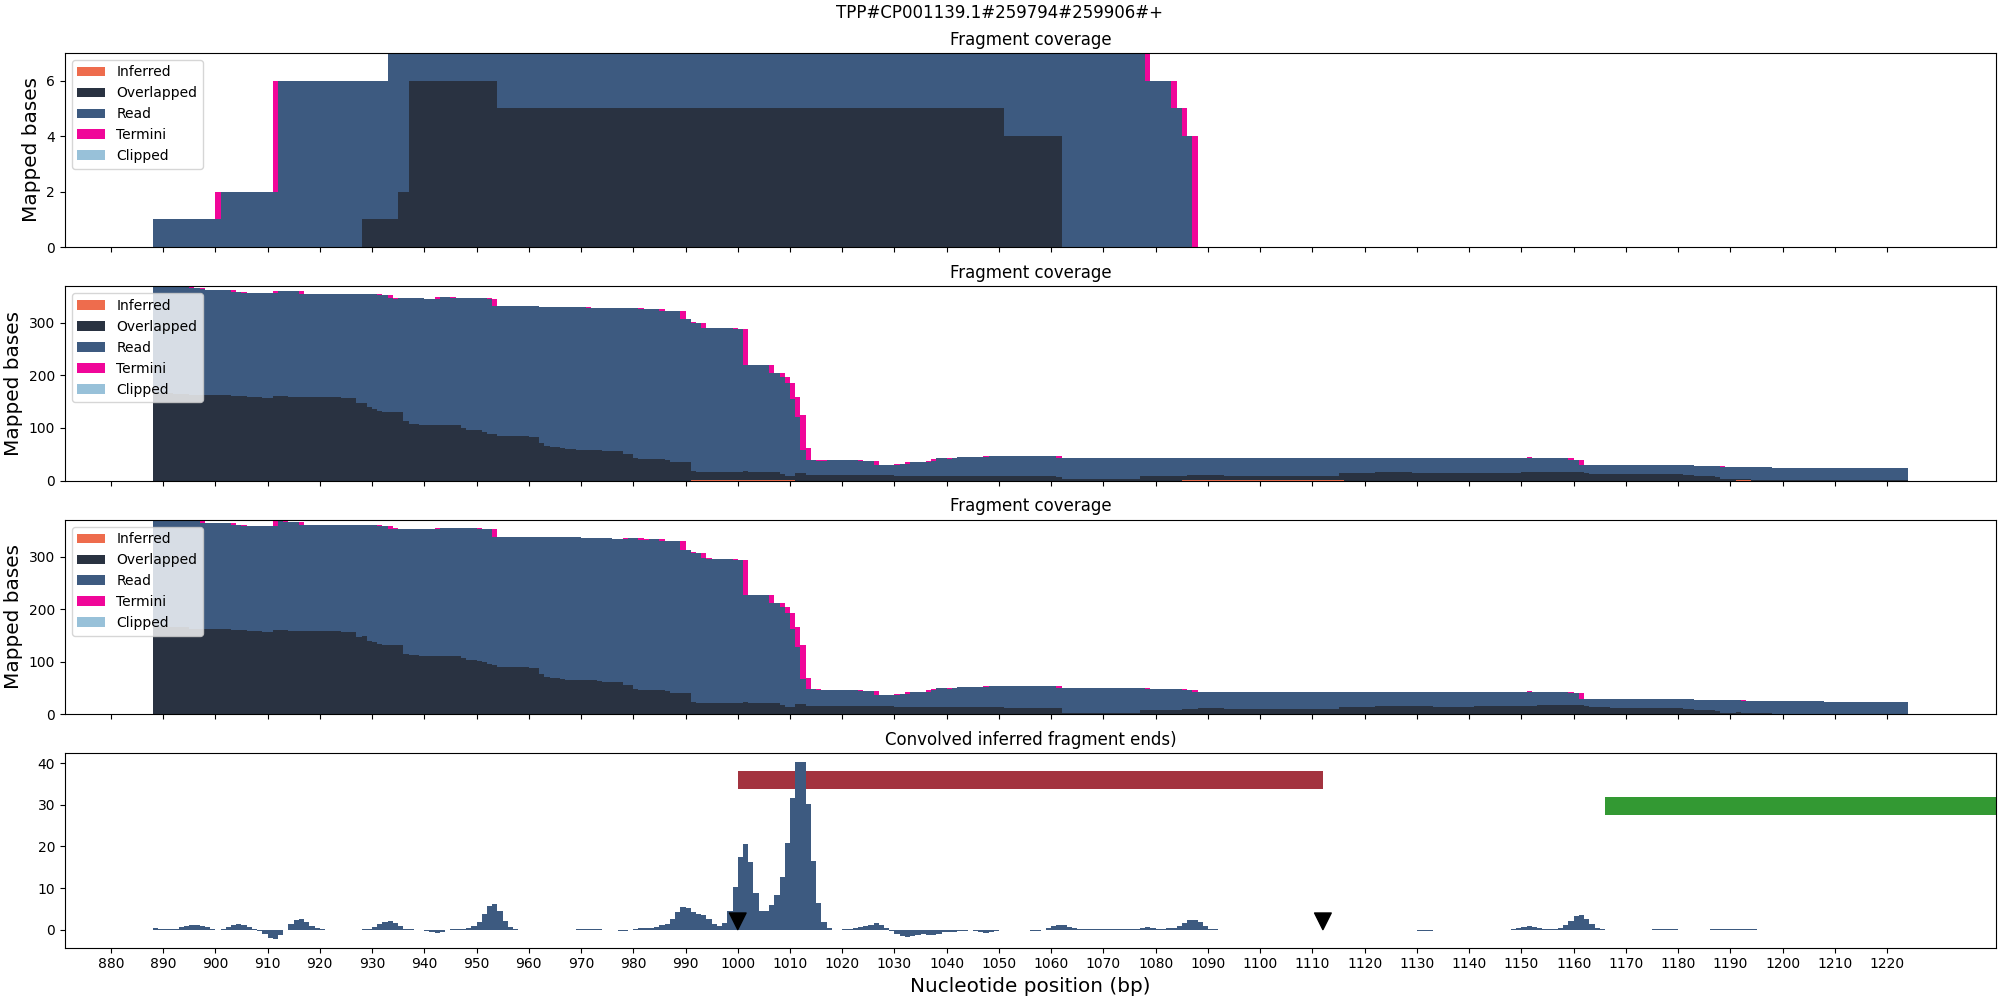 TPP#CP001139.1#259794#259906#+
Fragment coverage
Mapped bases
6
4
2
0
Inferred
Overlapped
Read
Termini
Clipped
Fragment coverage
Mapped bases
300
200
100
0
Inferred
Overlapped
Read
Termini
Clipped
Fragment coverage
Mapped bases
300
200
100
0
Inferred
Overlapped
Read
Termini
Clipped
Convolved inferred fragment ends)
40
30
20
10
0
880 890 900 910 920 930 940 950 960 970 980 990 1000 1010 1020 1030 1040 1050 1060 1070 1080 1090 1100 1110 1120 1130 1140 1150 1160 1170 1180 1190 1200 1210 1220
Nucleotide position (bp)